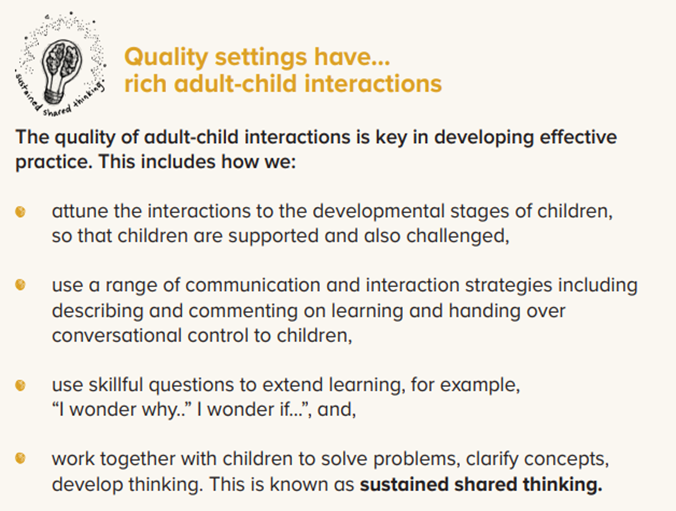 sustained shared thinking.
Quality settings have...
rich adult-child interactions
The quality of adult-child interactions is key in developing effective
practice. This includes how we:
attune the interactions to the developmental stages of children,
so that children are supported and also challenged,
use a range of communication and interaction strategies including
describing and commenting on learning and handing over
conversational control to children,
use skillful questions to extend learning, for example,
“I wonder why..” I wonder if...”, and,
work together with children to solve problems, clarify concepts,
develop thinking. This is known as sustained shared thinking.